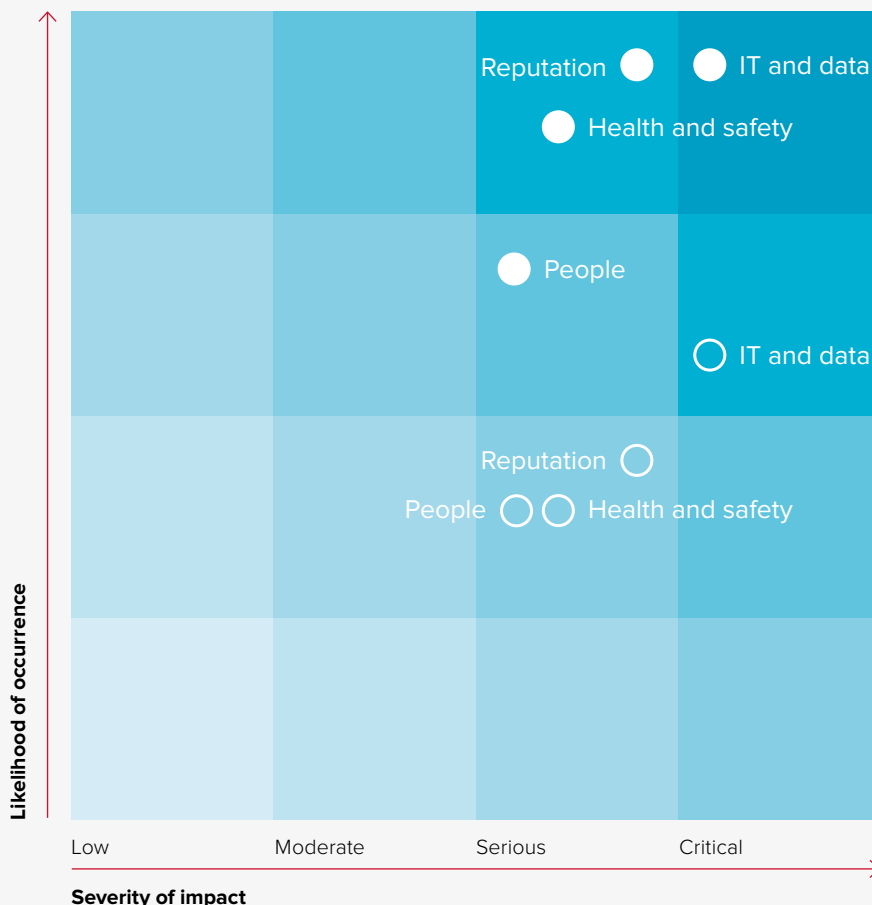 Reputation
IT and data
Health and safety
People
IT and data
Reputation
People
Health and safety
Likelihood of occurrence
Low
Moderate
Serious
Critical
Severity of impact